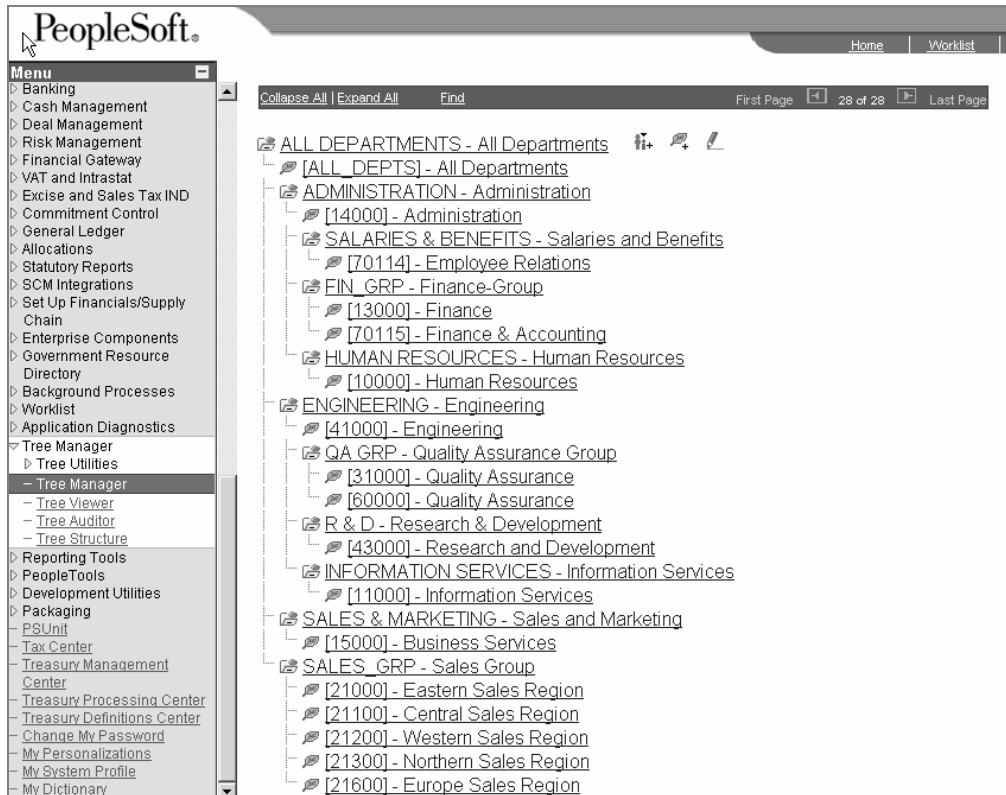 PeopleSoft®
Home
Worklist
Menu
Banking
Cash Management
Deal Management
Risk Management
Financial Gateway
VAT and Intrastat
Excise and Sales Tax IND
Commitment Control
General Ledger
Allocations
Statutory Reports
SCM Integrations
Set Up Financials/Supply
Chain
Enterprise Components
Government Resource
Directory
Background Processes
Worklist
Application Diagnostics
Tree Manager
Tree Utilities
– Tree Manager
– Tree Viewer
– Tree Auditor
– Tree Structure
Reporting Tools
PeopleTools
Development Utilities
Packaging
– PSUnit
– Tax Center
– Treasury Management
Center
– Treasury Processing Center
– Treasury Definitions Center
– Change My Password
– My Personalizations
– My System Profile
– My Dictionary
Collapse All | Expand All Find First Page 28 of 28 Last Page
ALL DEPARTMENTS - All Departments
[ALL_DEPTS] - All Departments
ADMINISTRATION - Administration
[14000] - Administration
SALARIES & BENEFITS - Salaries and Benefits
[70114] - Employee Relations
FIN_GRP - Finance-Group
[13000] - Finance
[70115] - Finance & Accounting
HUMAN RESOURCES - Human Resources
[10000] - Human Resources
ENGINEERING - Engineering
[41000] - Engineering
QA GRP - Quality Assurance Group
[31000] - Quality Assurance
[60000] - Quality Assurance
R & D - Research & Development
[43000] - Research and Development
INFORMATION SERVICES - Information Services
[11000] - Information Services
SALES & MARKETING - Sales and Marketing
[15000] - Business Services
SALES_GRP - Sales Group
[21000] - Eastern Sales Region
[21100] - Central Sales Region
[21200] - Western Sales Region
[21300] - Northern Sales Region
[21600] - Europe Sales Region